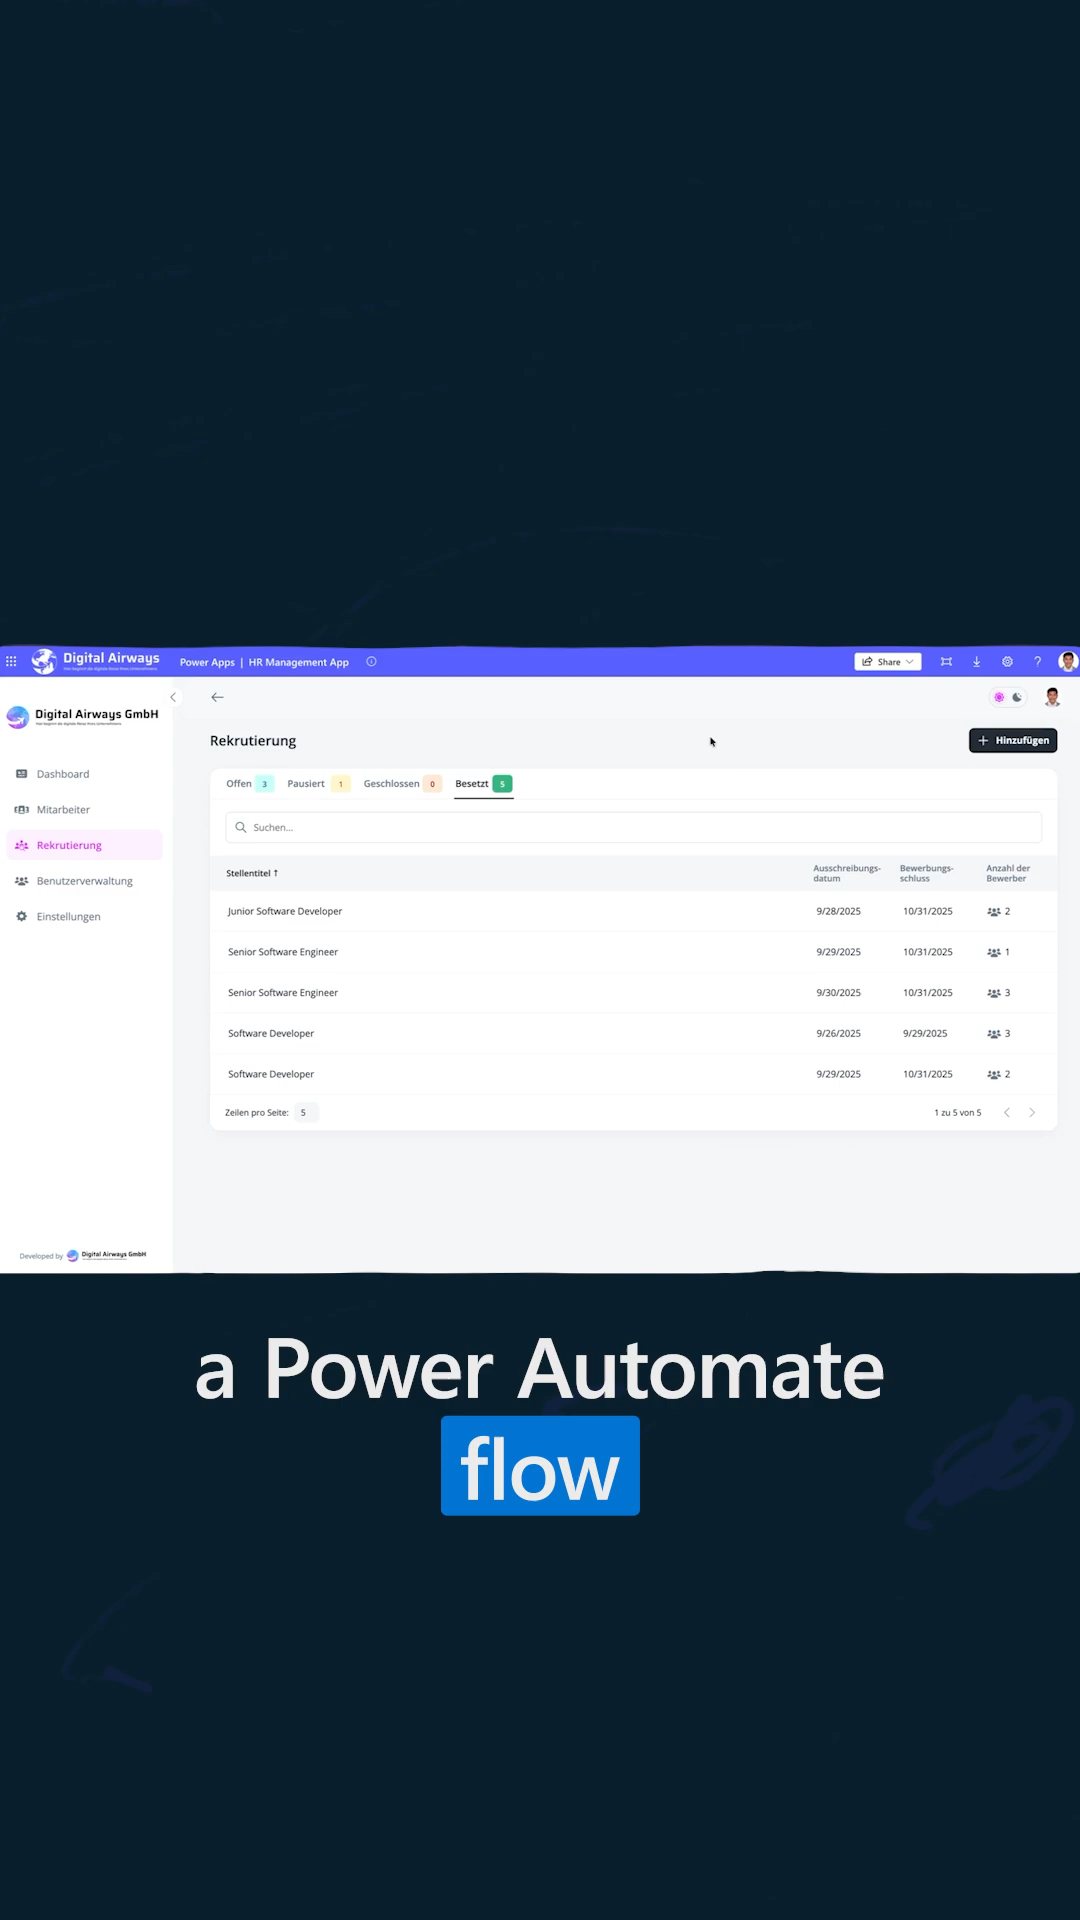 Digital Airways
Power Apps | HR Management App
Share
?
Digital Airways GmbH
Dashboard
Mitarbeiter
Rekrutierung
Benutzerverwaltung
Einstellungen
Developed by Digital Airways GmbH
Rekrutierung
+ Hinzufügen
Offen 3 Pausiert 1 Geschlossen 0 Besetzt 5
Suchen...
Stellentitel ↑ Ausschreibungs-datum Bewerbungs-schluss Anzahl der Bewerber
Junior Software Developer 9/28/2025 10/31/2025 2
Senior Software Engineer 9/29/2025 10/31/2025 1
Senior Software Engineer 9/30/2025 10/31/2025 3
Software Developer 9/26/2025 9/29/2025 3
Software Developer 9/29/2025 10/31/2025 2
Zeilen pro Seite: 5 1 zu 5 von 5
a Power Automate
flow